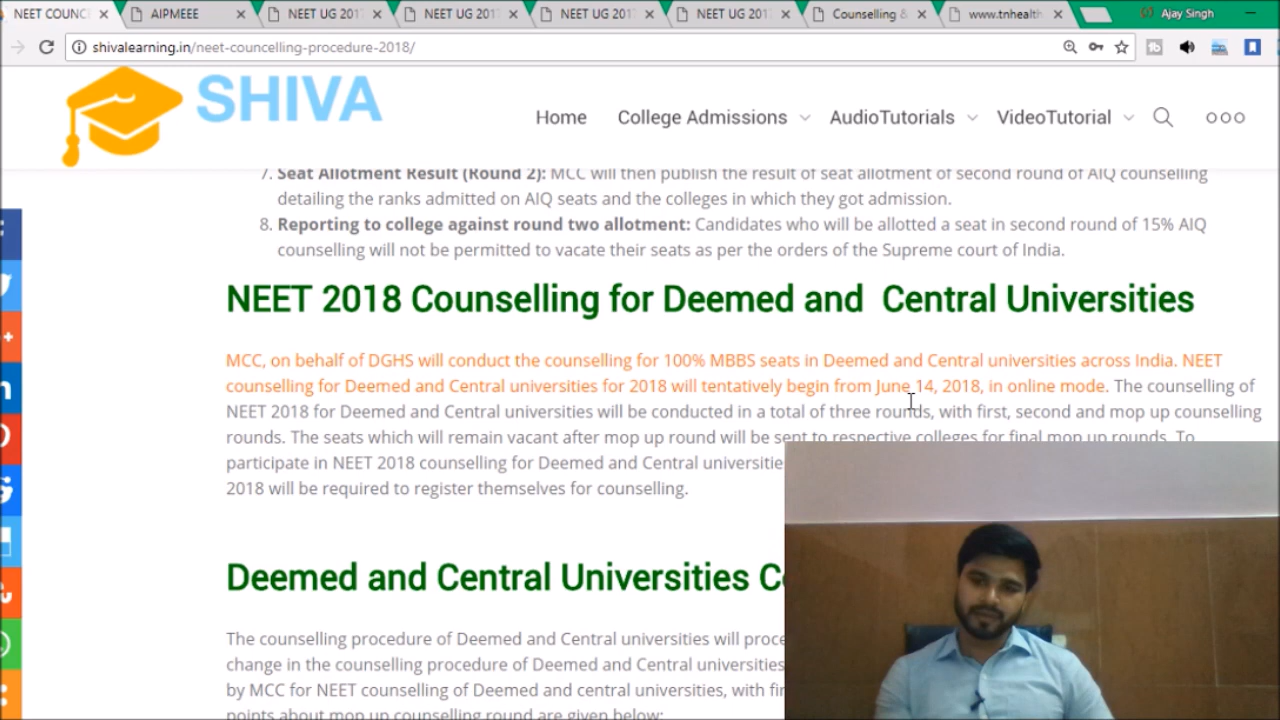 NEET COUNC
AIPMEEE
NEET UG 201
NEET UG 201
NEET UG 201
NEET UG 201
Counselling &
www.tnhealth
Ajay Singh
shivalearning.in/neet-councelling-procedure-2018/
SHIVA
Home
College Admissions
AudioTutorials
VideoTutorial
7. Seat Allotment Result (Round 2): MCC will then publish the result of seat allotment of second round of AIQ counselling
detailing the ranks admitted on AIQ seats and the colleges in which they got admission.
8. Reporting to college against round two allotment: Candidates who will be allotted a seat in second round of 15% AIQ
counselling will not be permitted to vacate their seats as per the orders of the Supreme court of India.
NEET 2018 Counselling for Deemed and Central Universities
MCC, on behalf of DGHS will conduct the counselling for 100% MBBS seats in Deemed and Central universities across India. NEET
counselling for Deemed and Central universities for 2018 will tentatively begin from June 14, 2018, in online mode. The counselling of
NEET 2018 for Deemed and Central universities will be conducted in a total of three rounds, with first, second and mop up counselling
rounds. The seats which will remain vacant after mop up round will be sent to respective colleges for final mop up rounds. To
participate in NEET 2018 counselling for Deemed and Central universitie
2018 will be required to register themselves for counselling.
Deemed and Central Universities C
The counselling procedure of Deemed and Central universities will proce
change in the counselling procedure of Deemed and Central universities
by MCC for NEET counselling of Deemed and central universities, with fir
points about mop up counselling round are given below: